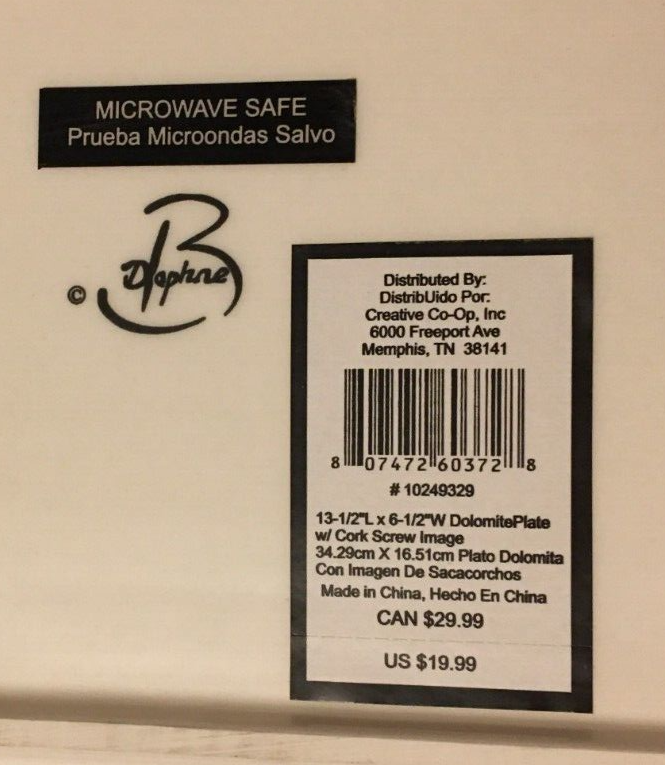 MICROWAVE SAFE
Prueba Microondas Salvo
© B Daphne
Distributed By:
DistribUido Por:
Creative Co-Op, Inc
6000 Freeport Ave
Memphis, TN 38141
8 07472 60372 8
# 10249329
13-1/2"L x 6-1/2"W DolomitePlate
w/ Cork Screw Image
34.29cm X 16.51cm Plato Dolomita
Con Imagen De Sacacorchos
Made in China, Hecho En China
CAN $29.99
US $19.99